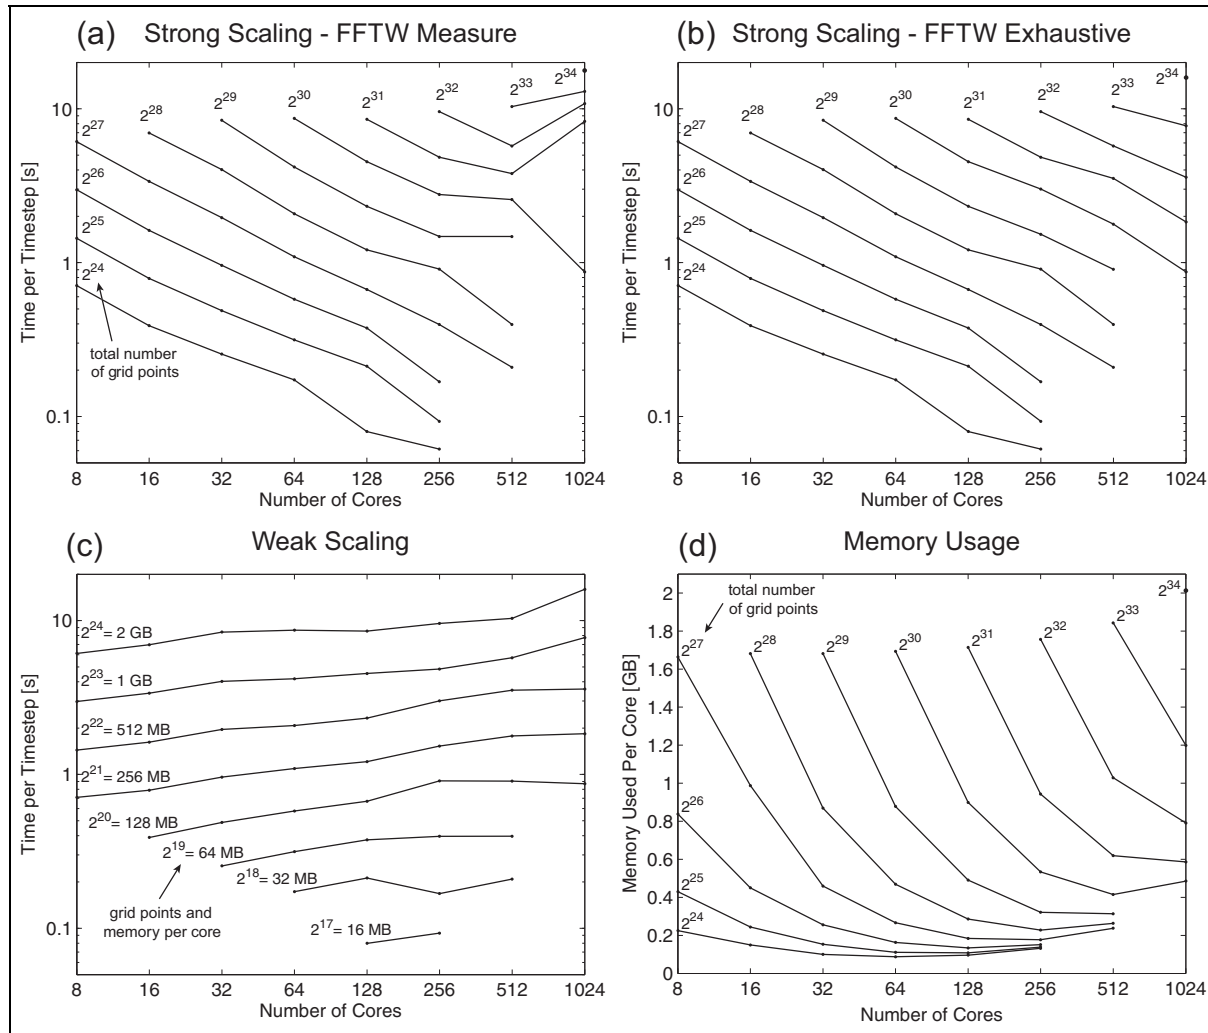 (a) Strong Scaling - FFTW Measure
Time per Timestep [s]
10
1
0.1
2^27
2^28
2^29
2^30
2^31
2^32
2^33
2^34
2^26
2^25
2^24
total number
of grid points
8 16 32 64 128 256 512 1024
Number of Cores
(b) Strong Scaling - FFTW Exhaustive
Time per Timestep [s]
10
1
0.1
2^27
2^28
2^29
2^30
2^31
2^32
2^33
2^34
2^26
2^25
2^24
total number
of grid points
8 16 32 64 128 256 512 1024
Number of Cores
(c) Weak Scaling
Time per Timestep [s]
10
1
0.1
2^24= 2 GB
2^23= 1 GB
2^22= 512 MB
2^21= 256 MB
2^20= 128 MB
2^19= 64 MB
2^18= 32 MB
2^17= 16 MB
grid points and
memory per core
8 16 32 64 128 256 512 1024
Number of Cores
(d) Memory Usage
Memory Used Per Core [GB]
2
1.8
1.6
1.4
1.2
1
0.8
0.6
0.4
0.2
0
total number
of grid points
2^27
2^28
2^29
2^30
2^31
2^32
2^33
2^34
2^26
2^25
2^24
8 16 32 64 128 256 512 1024
Number of Cores